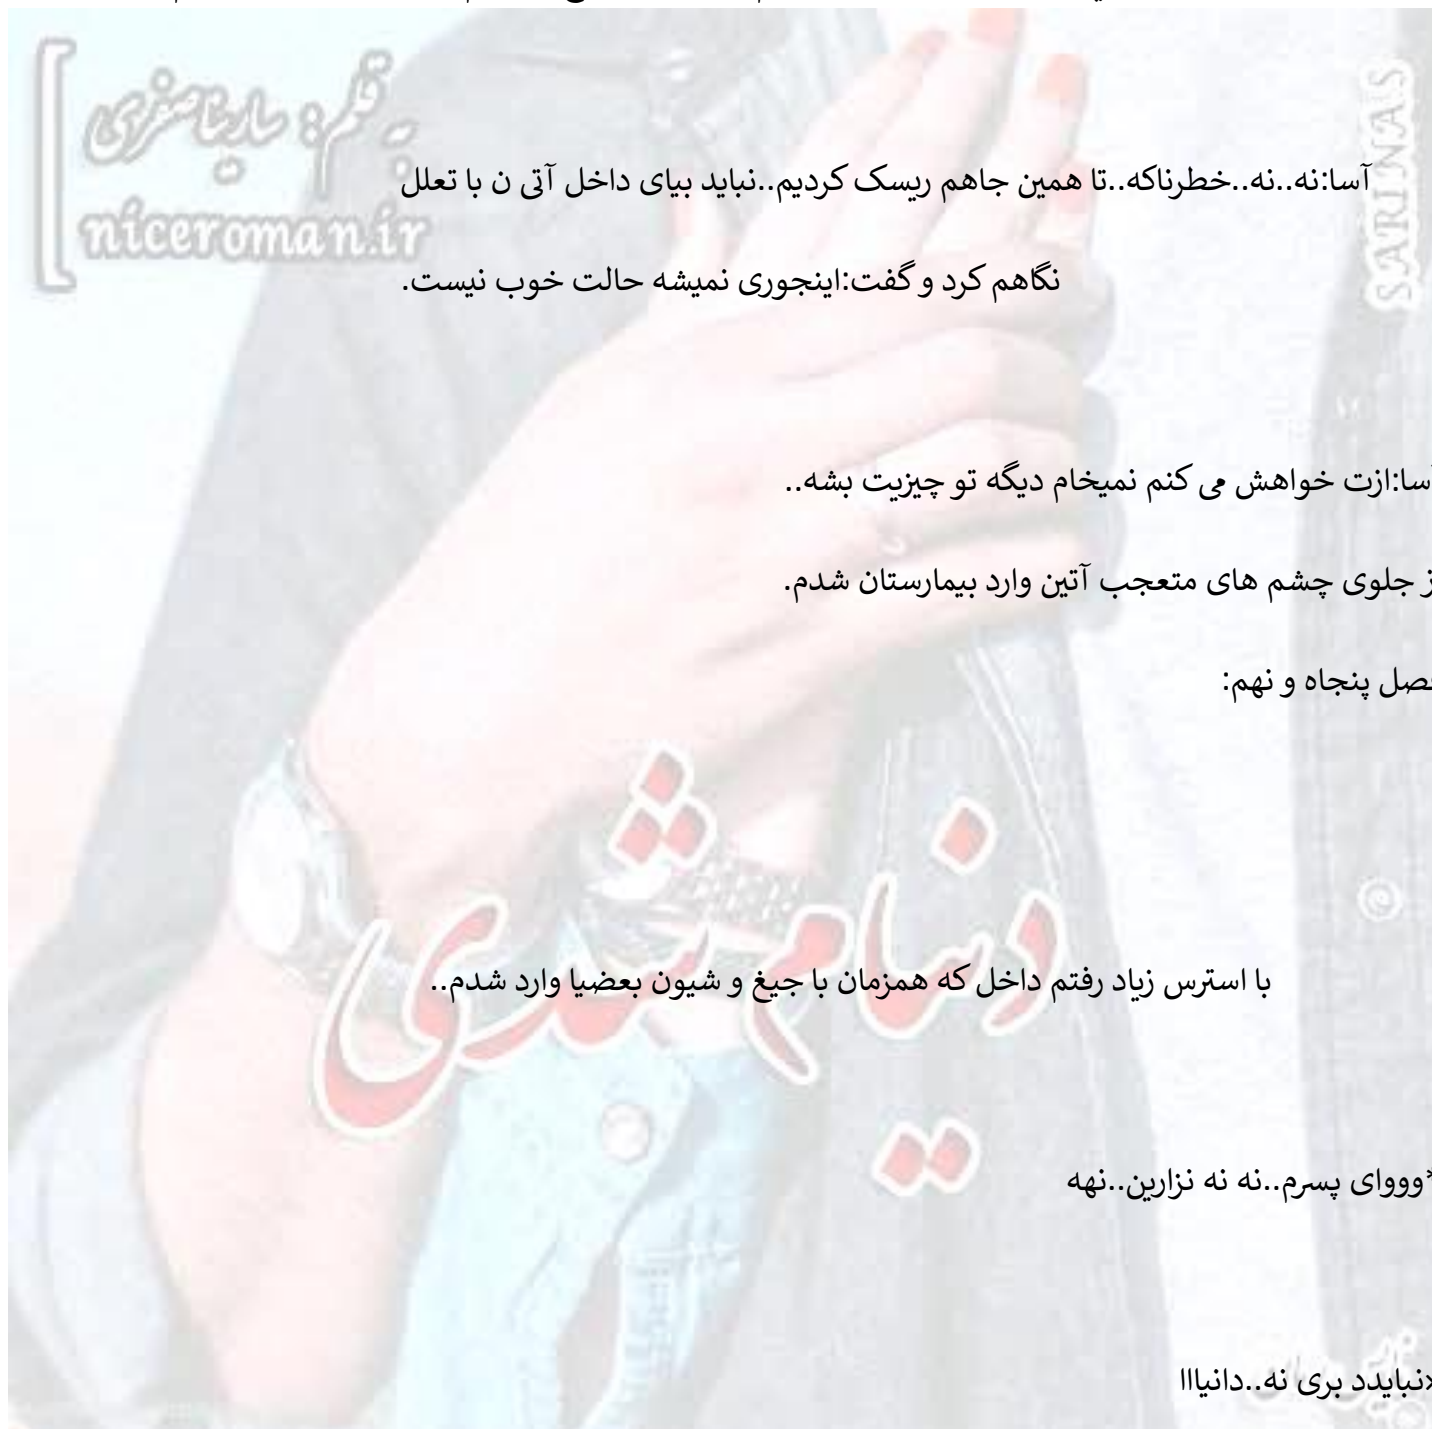 به قلم: سارینا صفری
niceroman.ir
SARINAS
آسا:نه..نه..خطرناکه..تا همین جاهم ریسک کردیم..نباید بیای داخل آتی ن با تعلل
نگاهم کرد و گفت:اینجوری نمیشه حالت خوب نیست.
سا:ازت خواهش می کنم نمیخام دیگه تو چیزیت بشه..
ز جلوی چشم های متعجب آتین وارد بیمارستان شدم.
صل پنجاه و نهم:
دنیام شدی
با استرس زیاد رفتم داخل که همزمان با جیغ و شیون بعضیا وارد شدم..
*وووای پسرم..نه نه نزارین..نهه
نبایدد بری نه..دانیااا